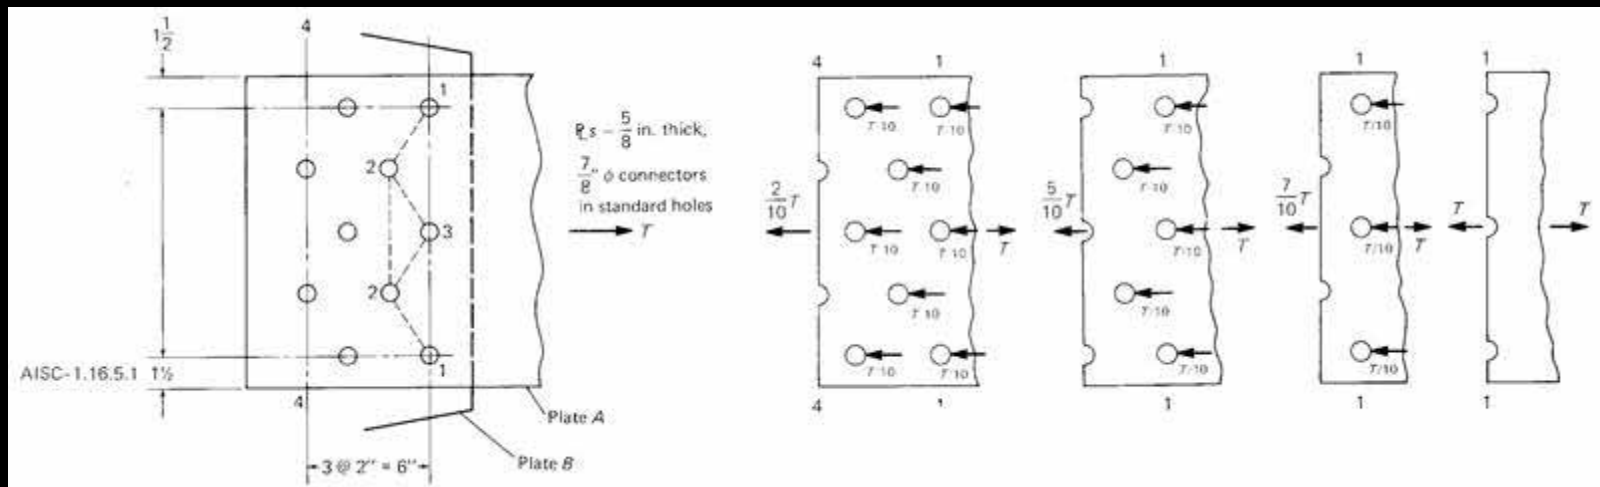 1 1/2
4
1
2
3
2
1
4
AISC-1.16.5.1 1½
3 @ 2" = 6"
Plate A
Plate B
℄s – 5/8 in. thick,
7/8" φ connectors
in standard holes
T
4 1
T/10 T/10
T/10
2/10 T
T/10 T/10 T
T/10
T/10 T/10
4 1
1
T/10
T/10
5/10 T
T/10 T
T/10
T/10
1
1
T/10
7/10 T
T/10 T
T/10
1
1
T T
1